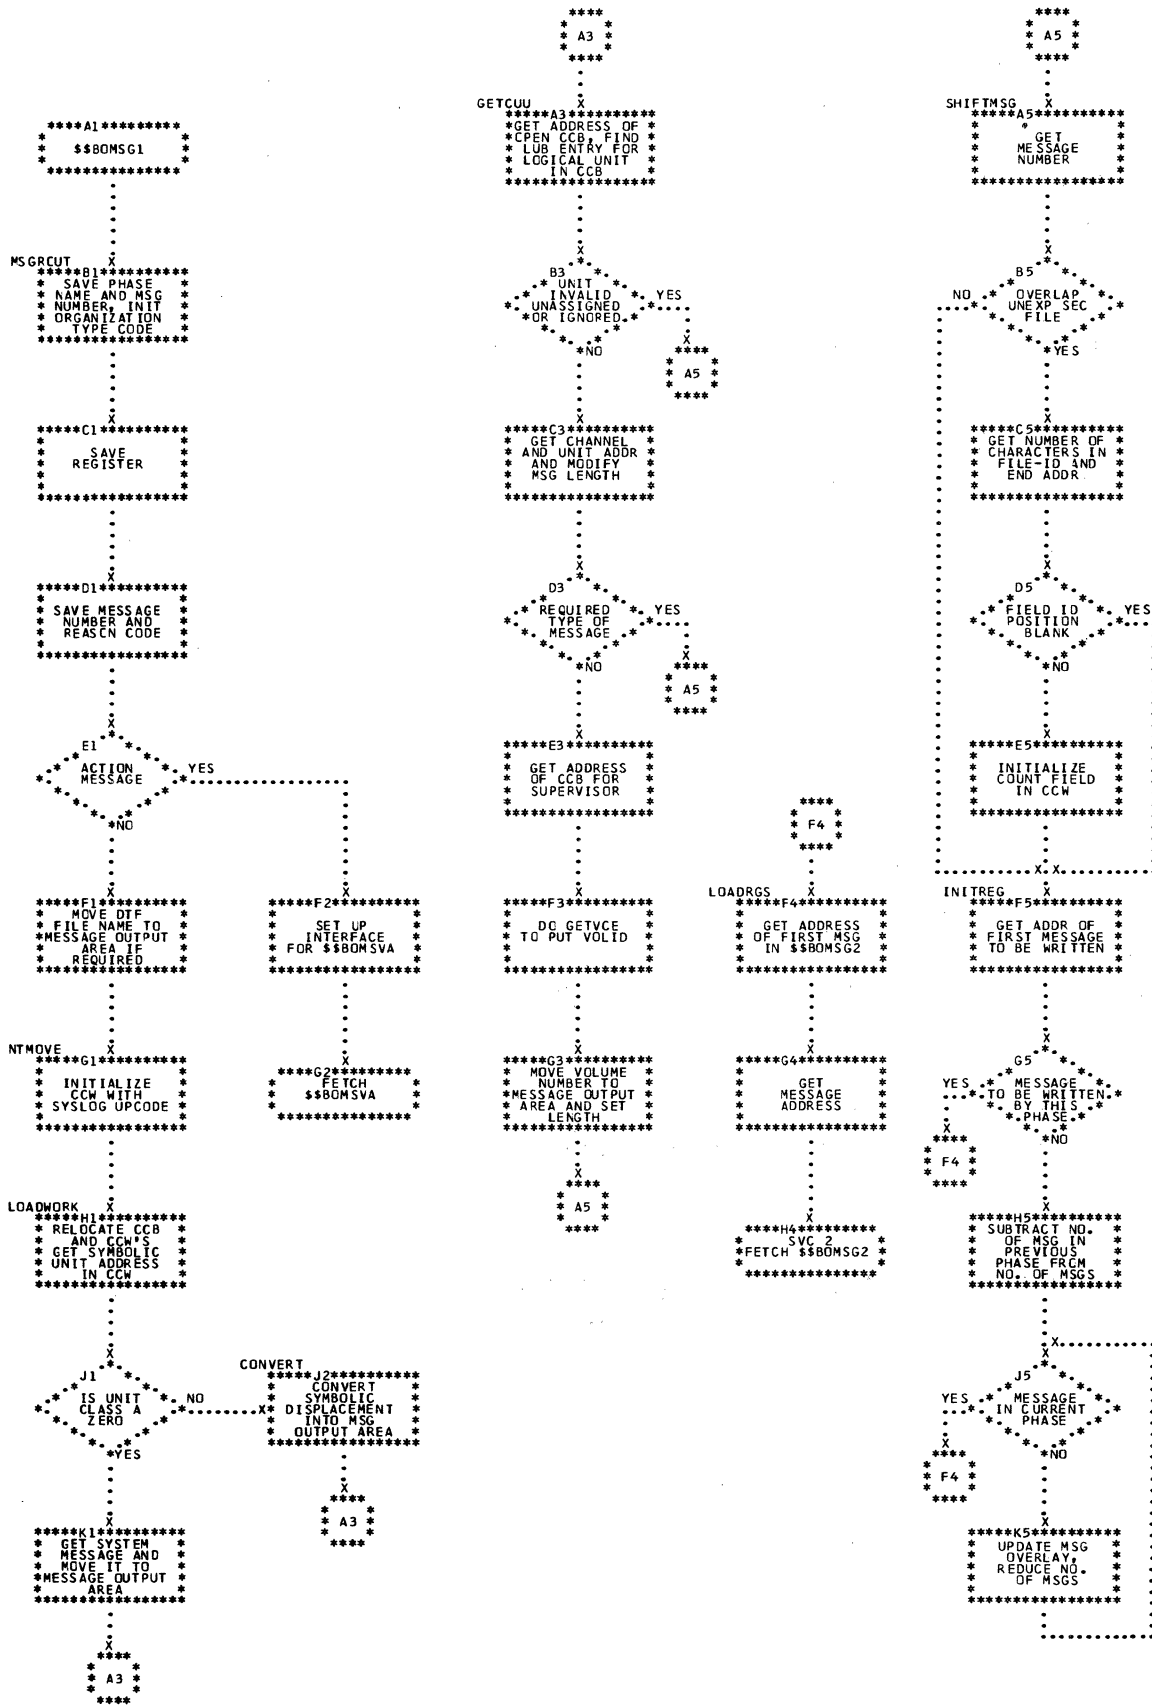 A1
$$BOMSG1
MSGRCUT
B1
SAVE PHASE
NAME AND MSG
NUMBER, INIT
ORGANIZATION
TYPE CODE
C1
SAVE
REGISTER
D1
SAVE MESSAGE
NUMBER AND
REASCN CODE
E1
ACTION
MESSAGE
YES
NO
F1
MOVE DTF
FILE NAME TO
MESSAGE OUTPUT
AREA IF
REQUIRED
F2
SET UP
INTERFACE
FOR $$BOMSVA
NTMOVE
G1
INITIALIZE
CCW WITH
SYSLOG UPCODE
G2
FETCH
$$BOMSVA
LOADWORK
H1
RELOCATE CCB
AND CCW'S
GET SYMBOLIC
UNIT ADDRESS
IN CCW
J1
IS UNIT
CLASS A
ZERO
NO
YES
CONVERT
J2
CONVERT
SYMBOLIC
DISPLACEMENT
INTO MSG
OUTPUT AREA
A3
K1
GET SYSTEM
MESSAGE AND
MOVE IT TO
MESSAGE OUTPUT
AREA
A3
A3
GETCUU
A3
GET ADDRESS OF
CPEN CCB, FIND
LUB ENTRY FOR
LOGICAL UNIT
IN CCB
B3
UNIT
INVALID
UNASSIGNED
OR IGNORED
YES
NO
A5
C3
GET CHANNEL
AND UNIT ADDR
AND MODIFY
MSG LENGTH
D3
REQUIRED
TYPE OF
MESSAGE
YES
NO
A5
E3
GET ADDRESS
OF CCB FOR
SUPERVISOR
F3
DO GETVCE
TO PUT VOLID
G3
MOVE VOLUME
NUMBER TO
MESSAGE OUTPUT
AREA AND SET
LENGTH
A5
F4
LOADRGS
F4
GET ADDRESS
OF FIRST MSG
IN $$BOMSG2
G4
GET
MESSAGE
ADDRESS
H4
SVC 2
FETCH $$BOMSG2
A5
SHIFTMSG
A5
GET
MESSAGE
NUMBER
B5
OVERLAP
UNEXP SEC
FILE
NO
YES
C5
GET NUMBER OF
CHARACTERS IN
FILE-ID AND
END ADDR
D5
FIELD ID
POSITION
BLANK
YES
NO
E5
INITIALIZE
COUNT FIELD
IN CCW
INITREG
F5
GET ADDR OF
FIRST MESSAGE
TO BE WRITTEN
G5
MESSAGE
TO BE WRITTEN
BY THIS
PHASE
YES
NO
F4
H5
SUBTRACT NO.
OF MSG IN
PREVIOUS
PHASE FRCM
NO. OF MSGS
J5
MESSAGE
IN CURRENT
PHASE
YES
NO
F4
K5
UPDATE MSG
OVERLAY,
REDUCE NO.
OF MSGS